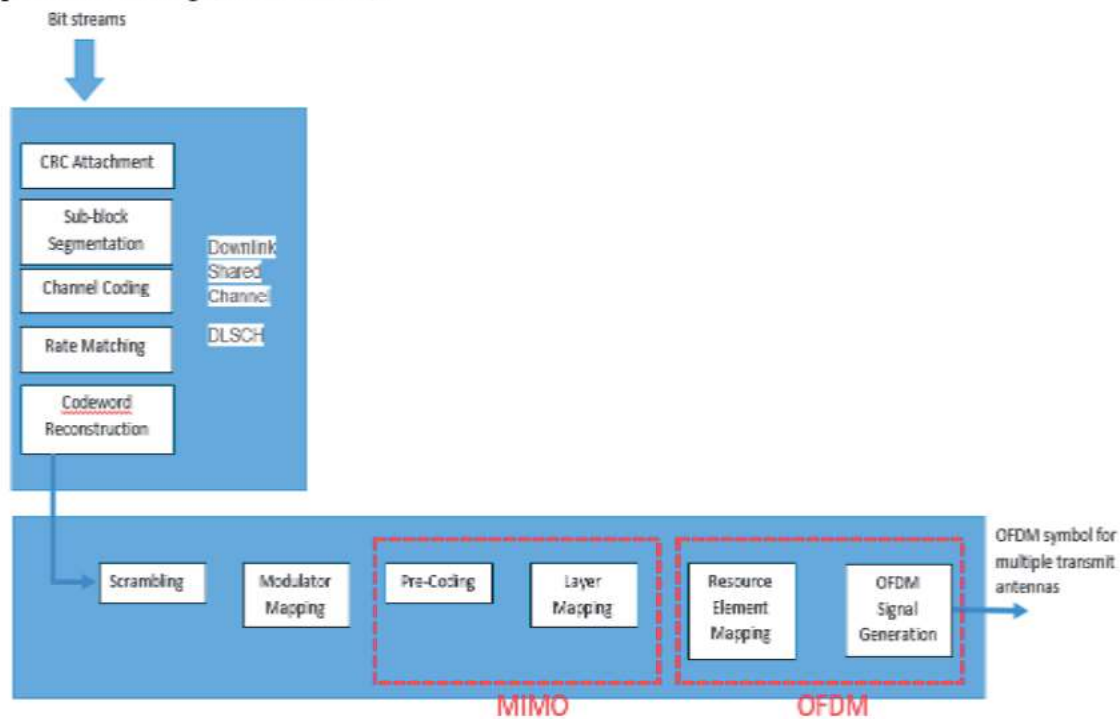 Bit streams
CRC Attachment
Sub-block
Segmentation
Channel Coding
Rate Matching
Codeword
Reconstruction
Downlink
Shared
Channel
DLSCH
Scrambling
Modulator
Mapping
Pre-Coding
Layer
Mapping
Resource
Element
Mapping
OFDM
Signal
Generation
OFDM symbol for
multiple transmit
antennas
MIMO
OFDM